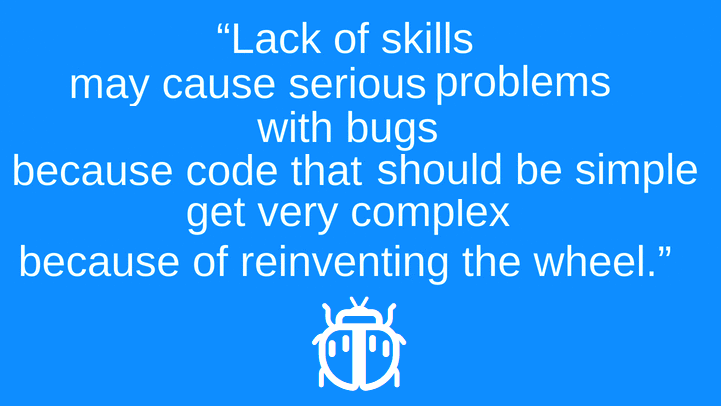 “Lack of skills
may cause serious problems
with bugs
because code that should be simple
get very complex
because of reinventing the wheel.”